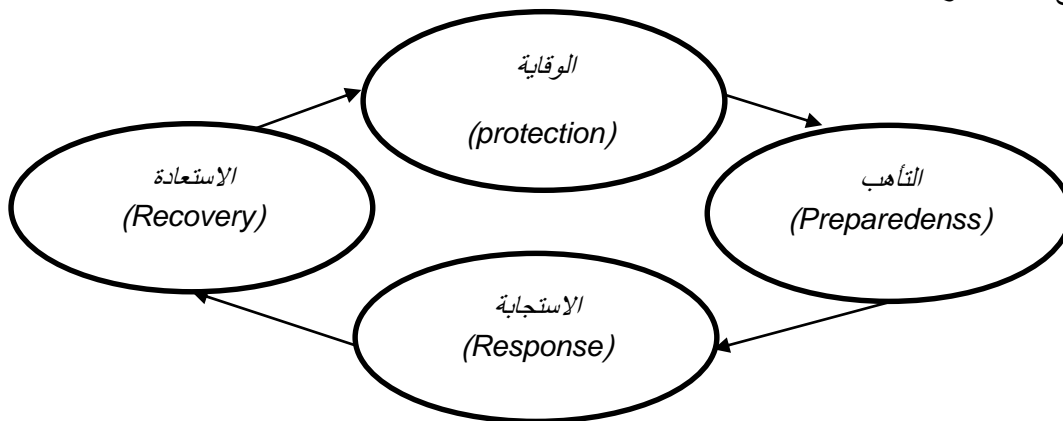 الوقاية
(protection)
الاستعادة
(Recovery)
التأهب
(Preparedenss)
الاستجابة
(Response)